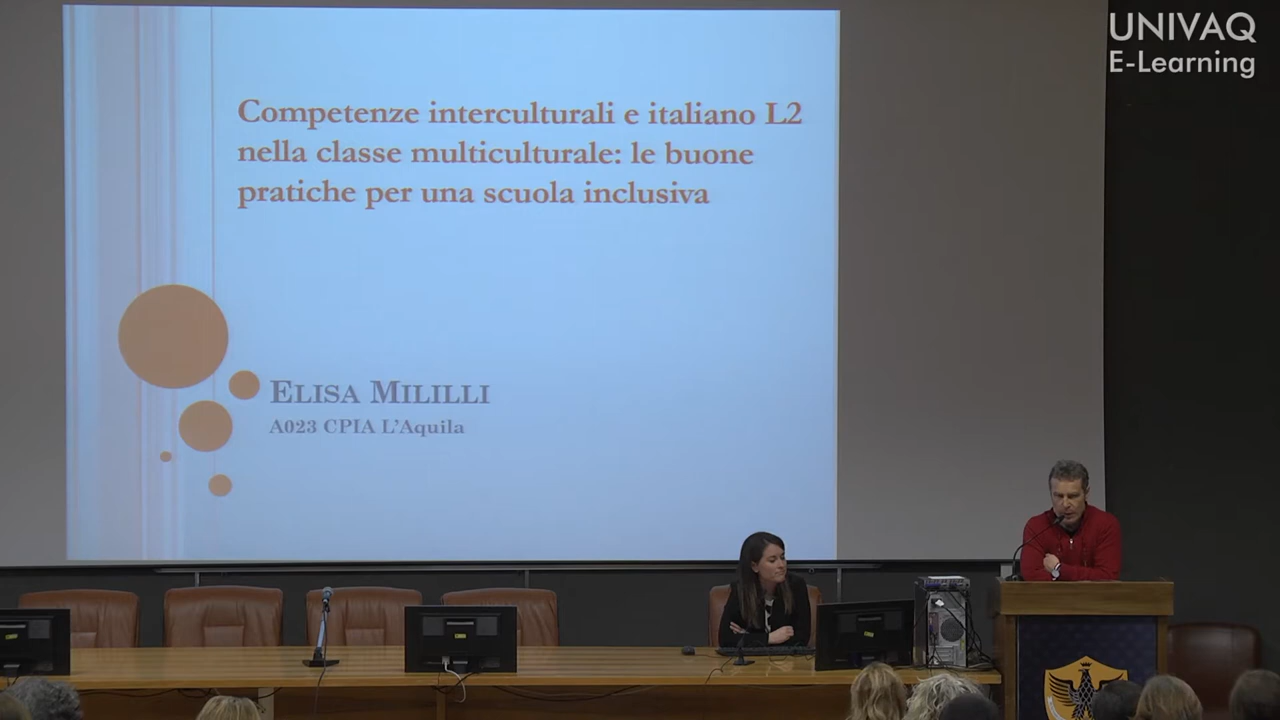 UNIVAQ
E-Learning
Competenze interculturali e italiano L2
nella classe multiculturale: le buone
pratiche per una scuola inclusiva
ELISA MILILLI
A023 CPIA L'Aquila